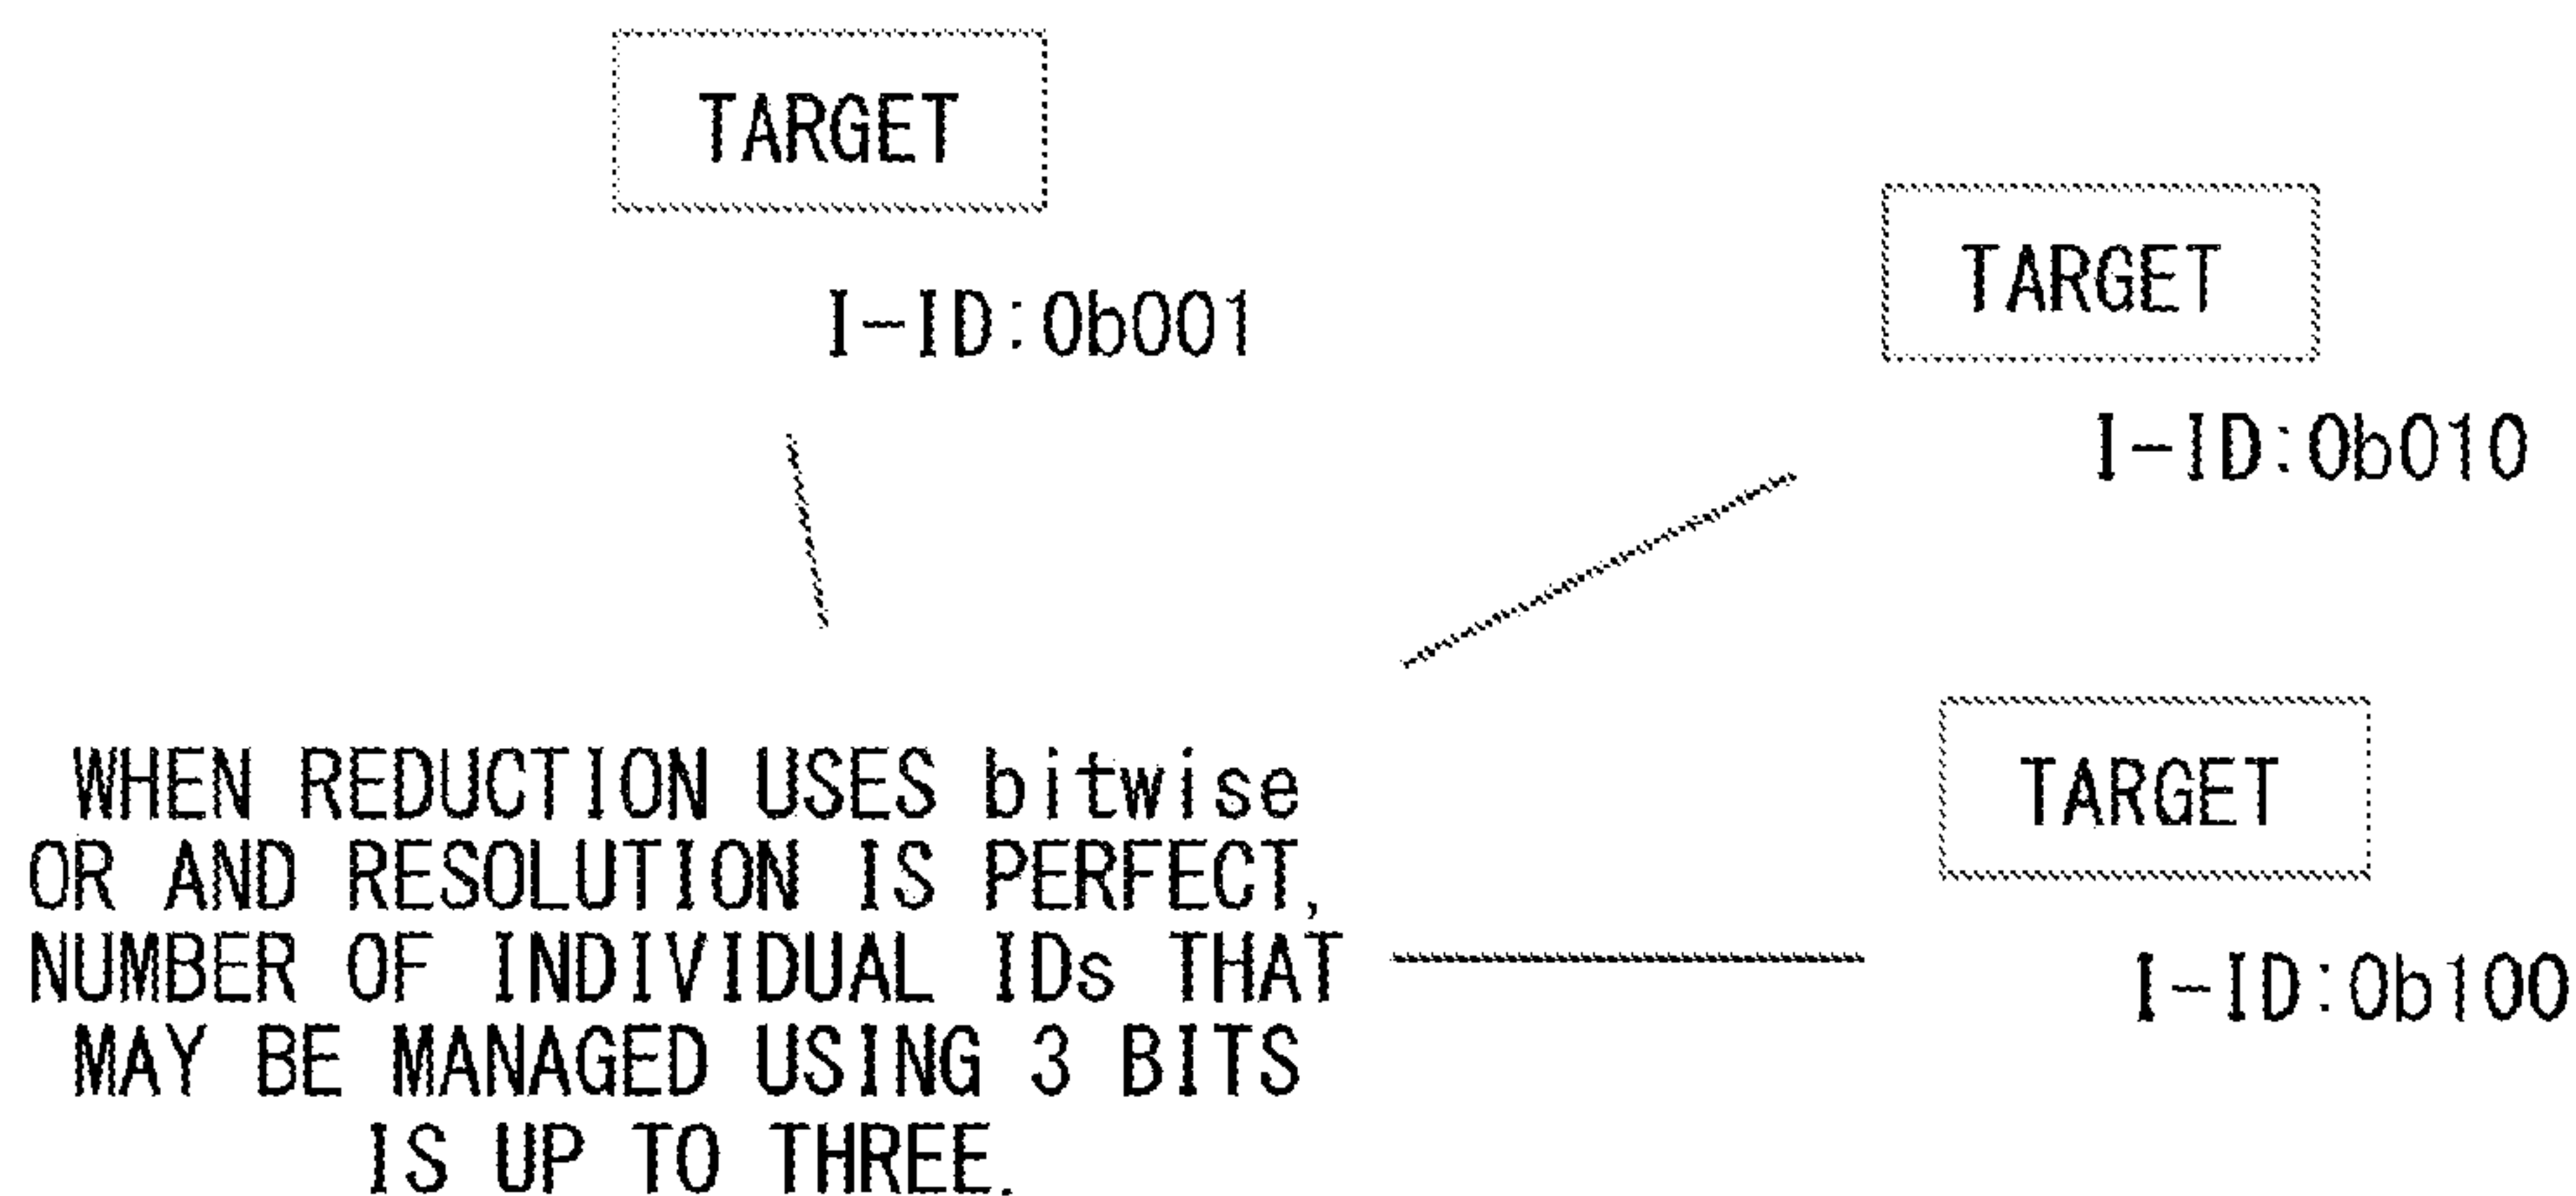 TARGET
I-ID:0b001
TARGET
I-ID:0b010
TARGET
I-ID:0b100
WHEN REDUCTION USES bitwise
OR AND RESOLUTION IS PERFECT,
NUMBER OF INDIVIDUAL IDs THAT
MAY BE MANAGED USING 3 BITS
IS UP TO THREE.